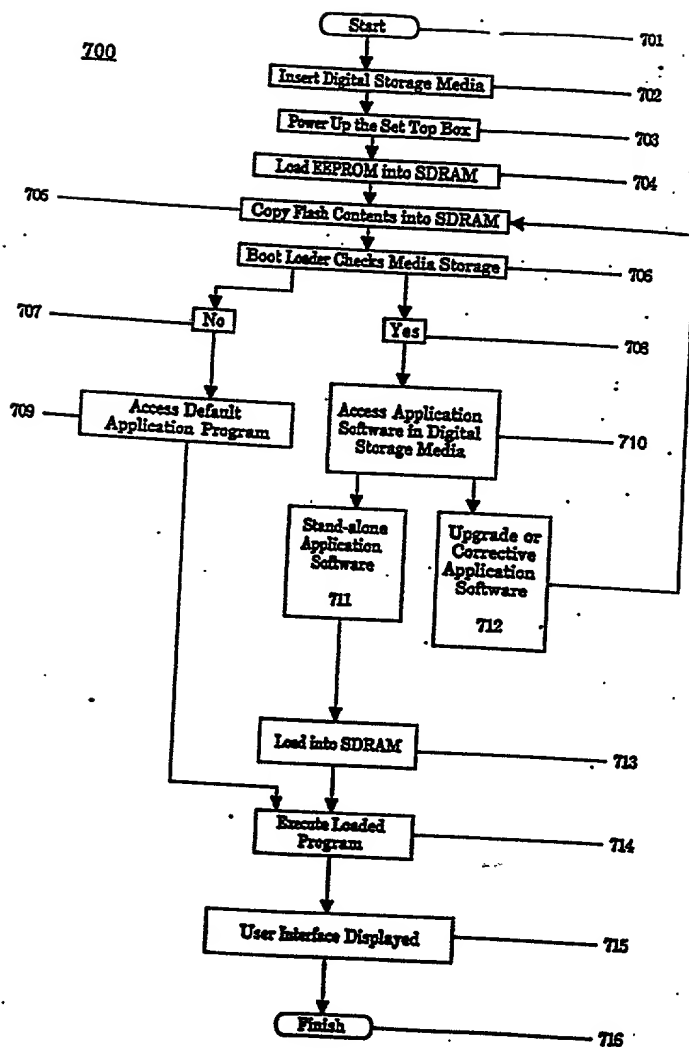 700
Start
701
Insert Digital Storage Media
702
Power Up the Set Top Box
703
Load EEPROM into SDRAM
704
705
Copy Flash Contents into SDRAM
Boot Loader Checks Media Storage
706
707
No
Yes
708
709
Access Default
Application Program
Access Application
Software in Digital
Storage Media
710
Stand-alone
Application
Software
711
Upgrade or
Corrective
Application
Software
712
Load into SDRAM
713
Execute Loaded
Program
714
User Interface Displayed
715
Finish
716